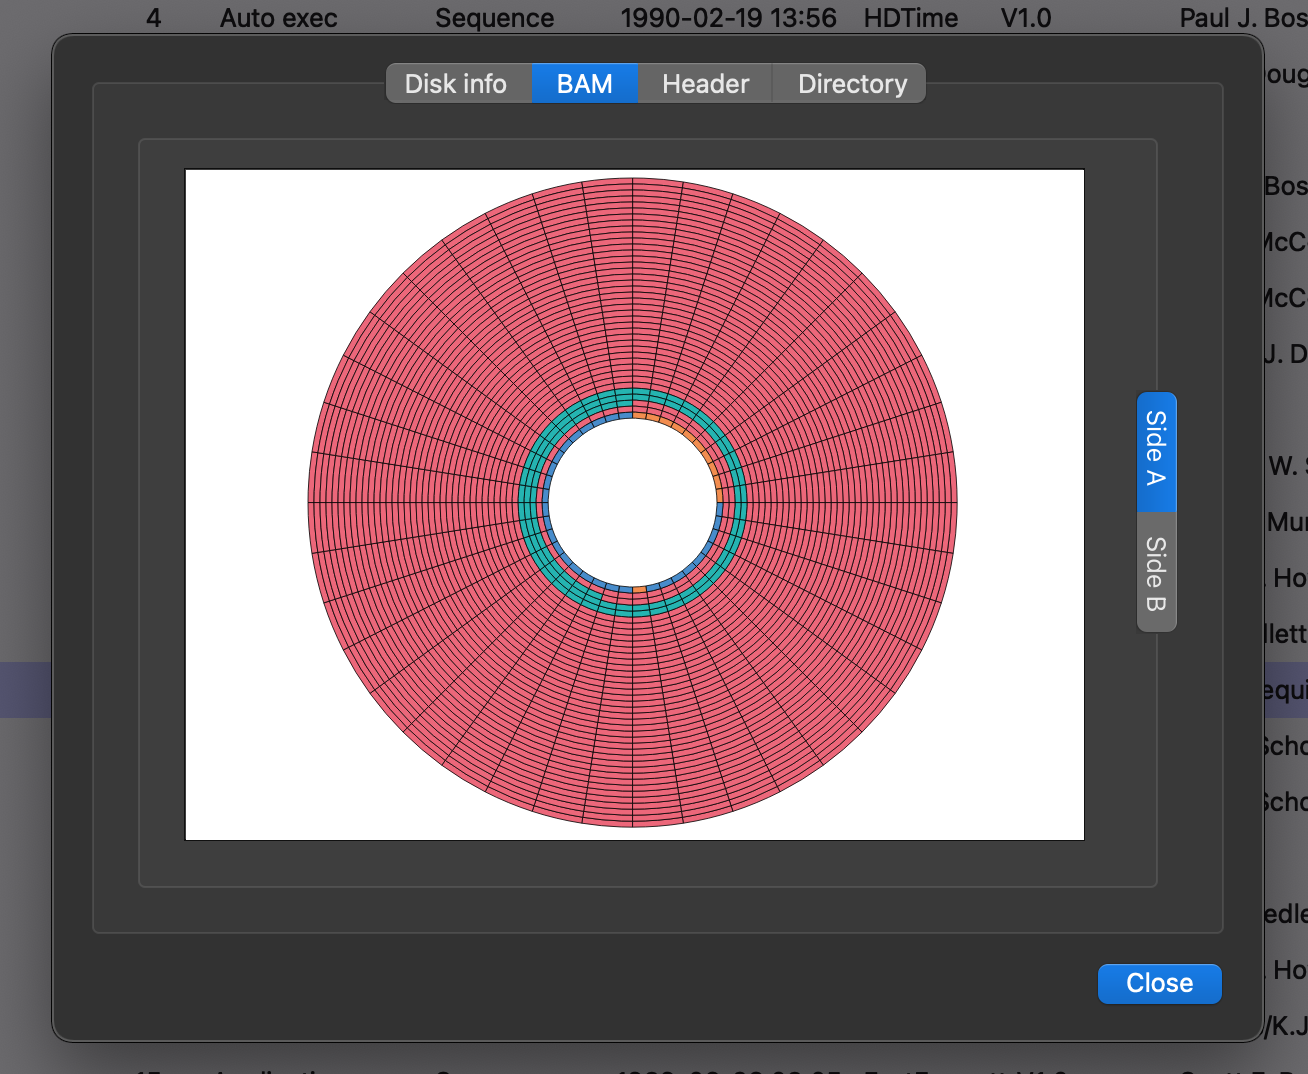 4 Auto exec Sequence 1990-02-19 13:56 HDTime V1.0 Paul J. Bos
Disk info BAM Header Directory
Bos
McC
McC
J. D
Side A
W. S
Mur
Side B
. Ho
llett
equi
Scho
Scho
edle
. Ho
Close
/K.J